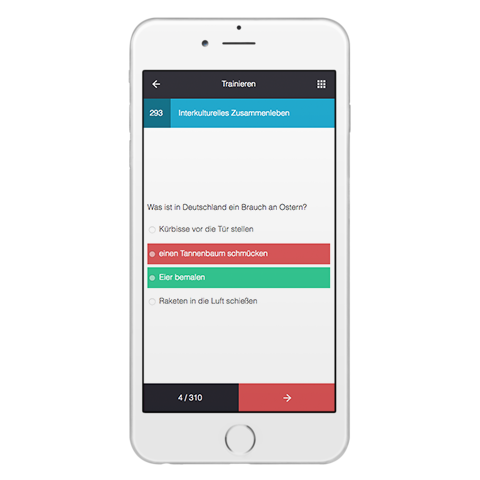 Trainieren
293 Interkulturelles Zusammenleben
Was ist in Deutschland ein Brauch an Ostern?
Kürbisse vor die Tür stellen
einen Tannenbaum schmücken
Eier bemalen
Raketen in die Luft schießen
4 / 310